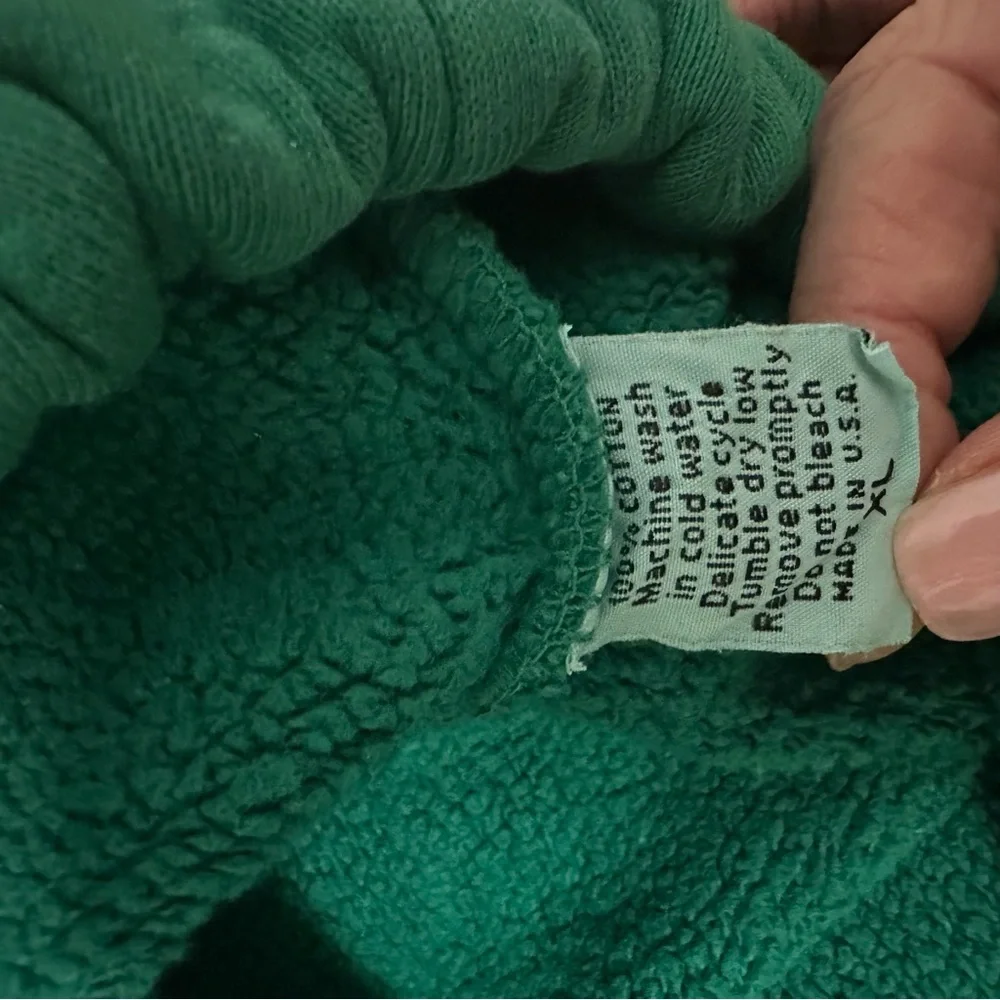 100% COTTON
Machine wash
in cold water
Delicate cycle
Tumble dry low
Remove promptly
Do not bleach
MADE IN U.S.A.
XL